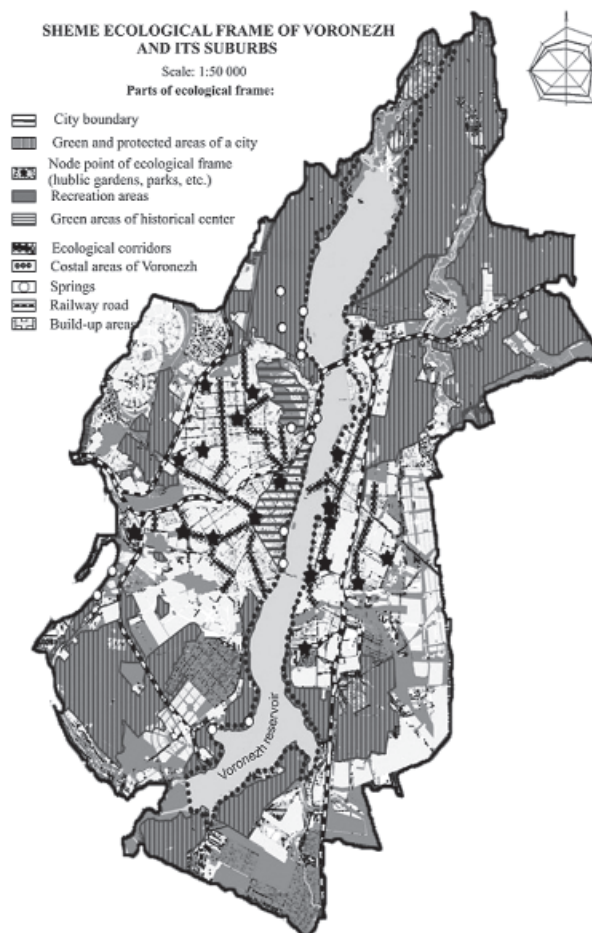 SHEME ECOLOGICAL FRAME OF VORONEZH
AND ITS SUBURBS
Scale: 1:50 000
Parts of ecological frame:
City boundary
Green and protected areas of a city
Node point of ecological frame
(hublic gardens, parks, etc.)
Recreation areas
Green areas of historical center
Ecological corridors
Costal areas of Voronezh
Springs
Railway road
Build-up areas
Voronezh reservoir